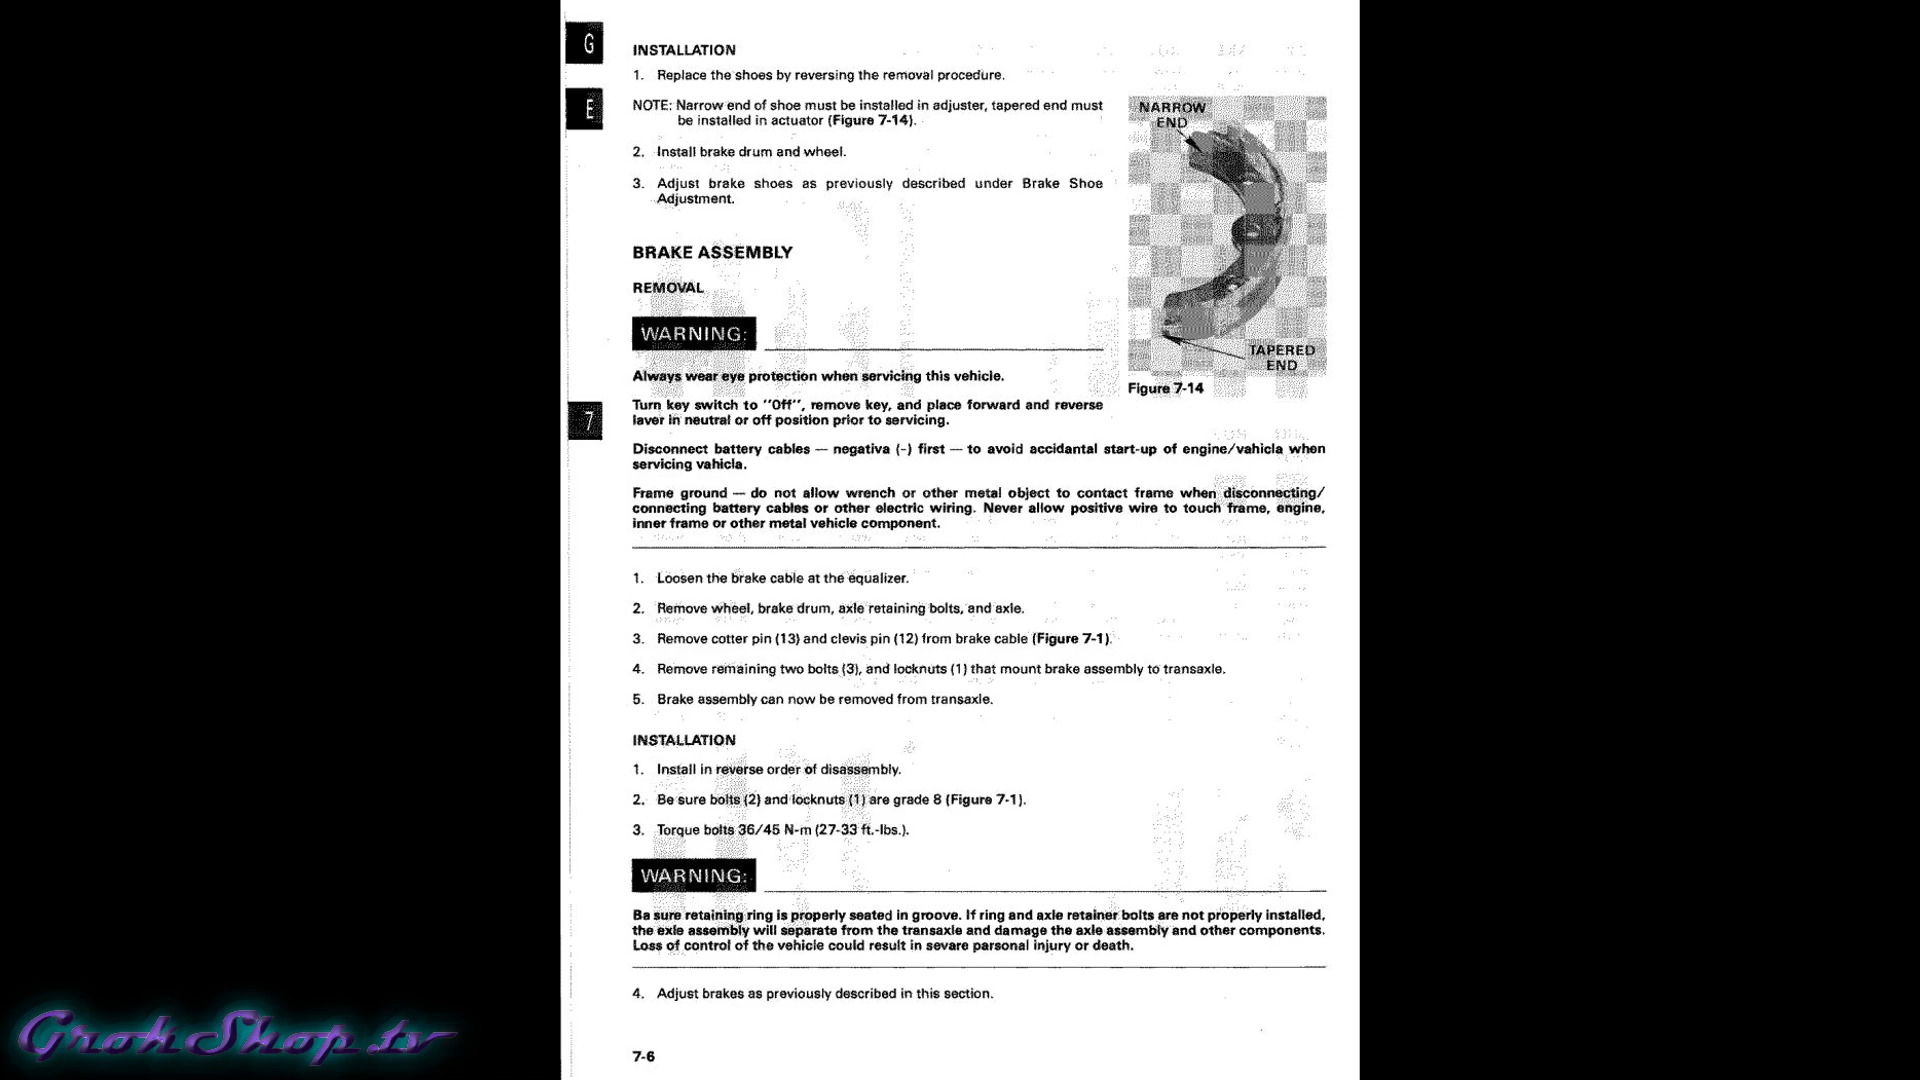 G
INSTALLATION
1. Replace the shoes by reversing the removal procedure.
E
NOTE: Narrow end of shoe must be installed in adjuster, tapered end must
be installed in actuator (Figure 7-14).
2. Install brake drum and wheel.
3. Adjust brake shoes as previously described under Brake Shoe
Adjustment.
NARROW
END
TAPERED
END
Figure 7-14
BRAKE ASSEMBLY
REMOVAL
WARNING:
Always wear eye protection when servicing this vehicle.
7
Turn key switch to "Off", remove key, and place forward and reverse
laver in neutral or off position prior to servicing.
Disconnect battery cables — negativa (-) first — to avoid accidantal start-up of engine/vahicla when
servicing vahicla.
Frame ground — do not allow wrench or other metal object to contact frame when disconnecting/
connecting battery cables or other electric wiring. Never allow positive wire to touch frame, engine,
inner frame or other metal vehicle component.
1. Loosen the brake cable at the equalizer.
2. Remove wheel, brake drum, axle retaining bolts, and axle.
3. Remove cotter pin (13) and clevis pin (12) from brake cable (Figure 7-1).
4. Remove remaining two bolts (3), and locknuts (1) that mount brake assembly to transaxle.
5. Brake assembly can now be removed from transaxle.
INSTALLATION
1. Install in reverse order of disassembly.
2. Be sure bolts (2) and locknuts (1) are grade 8 (Figure 7-1).
3. Torque bolts 36/45 N-m (27-33 ft.-lbs.).
WARNING:
Ba sure retaining ring is properly seated in groove. If ring and axle retainer bolts are not properly installed,
the exle assembly will separate from the transaxle and damage the axle assembly and other components.
Loss of control of the vehicle could result in sevare parsonal injury or death.
4. Adjust brakes as previously described in this section.
7-6
GrokShop.tv